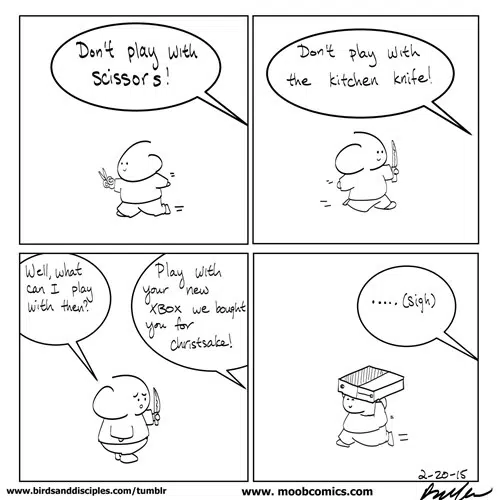 Don't play with
scissors!
Don't play with
the kitchen knife!
Well, what
can I play
with then?
Play with
your new
XBOX we bought
you for
christsake!
..... (sigh)
2-20-15
www.birdsanddisciples.com/tumblr
www. moobcomics.com